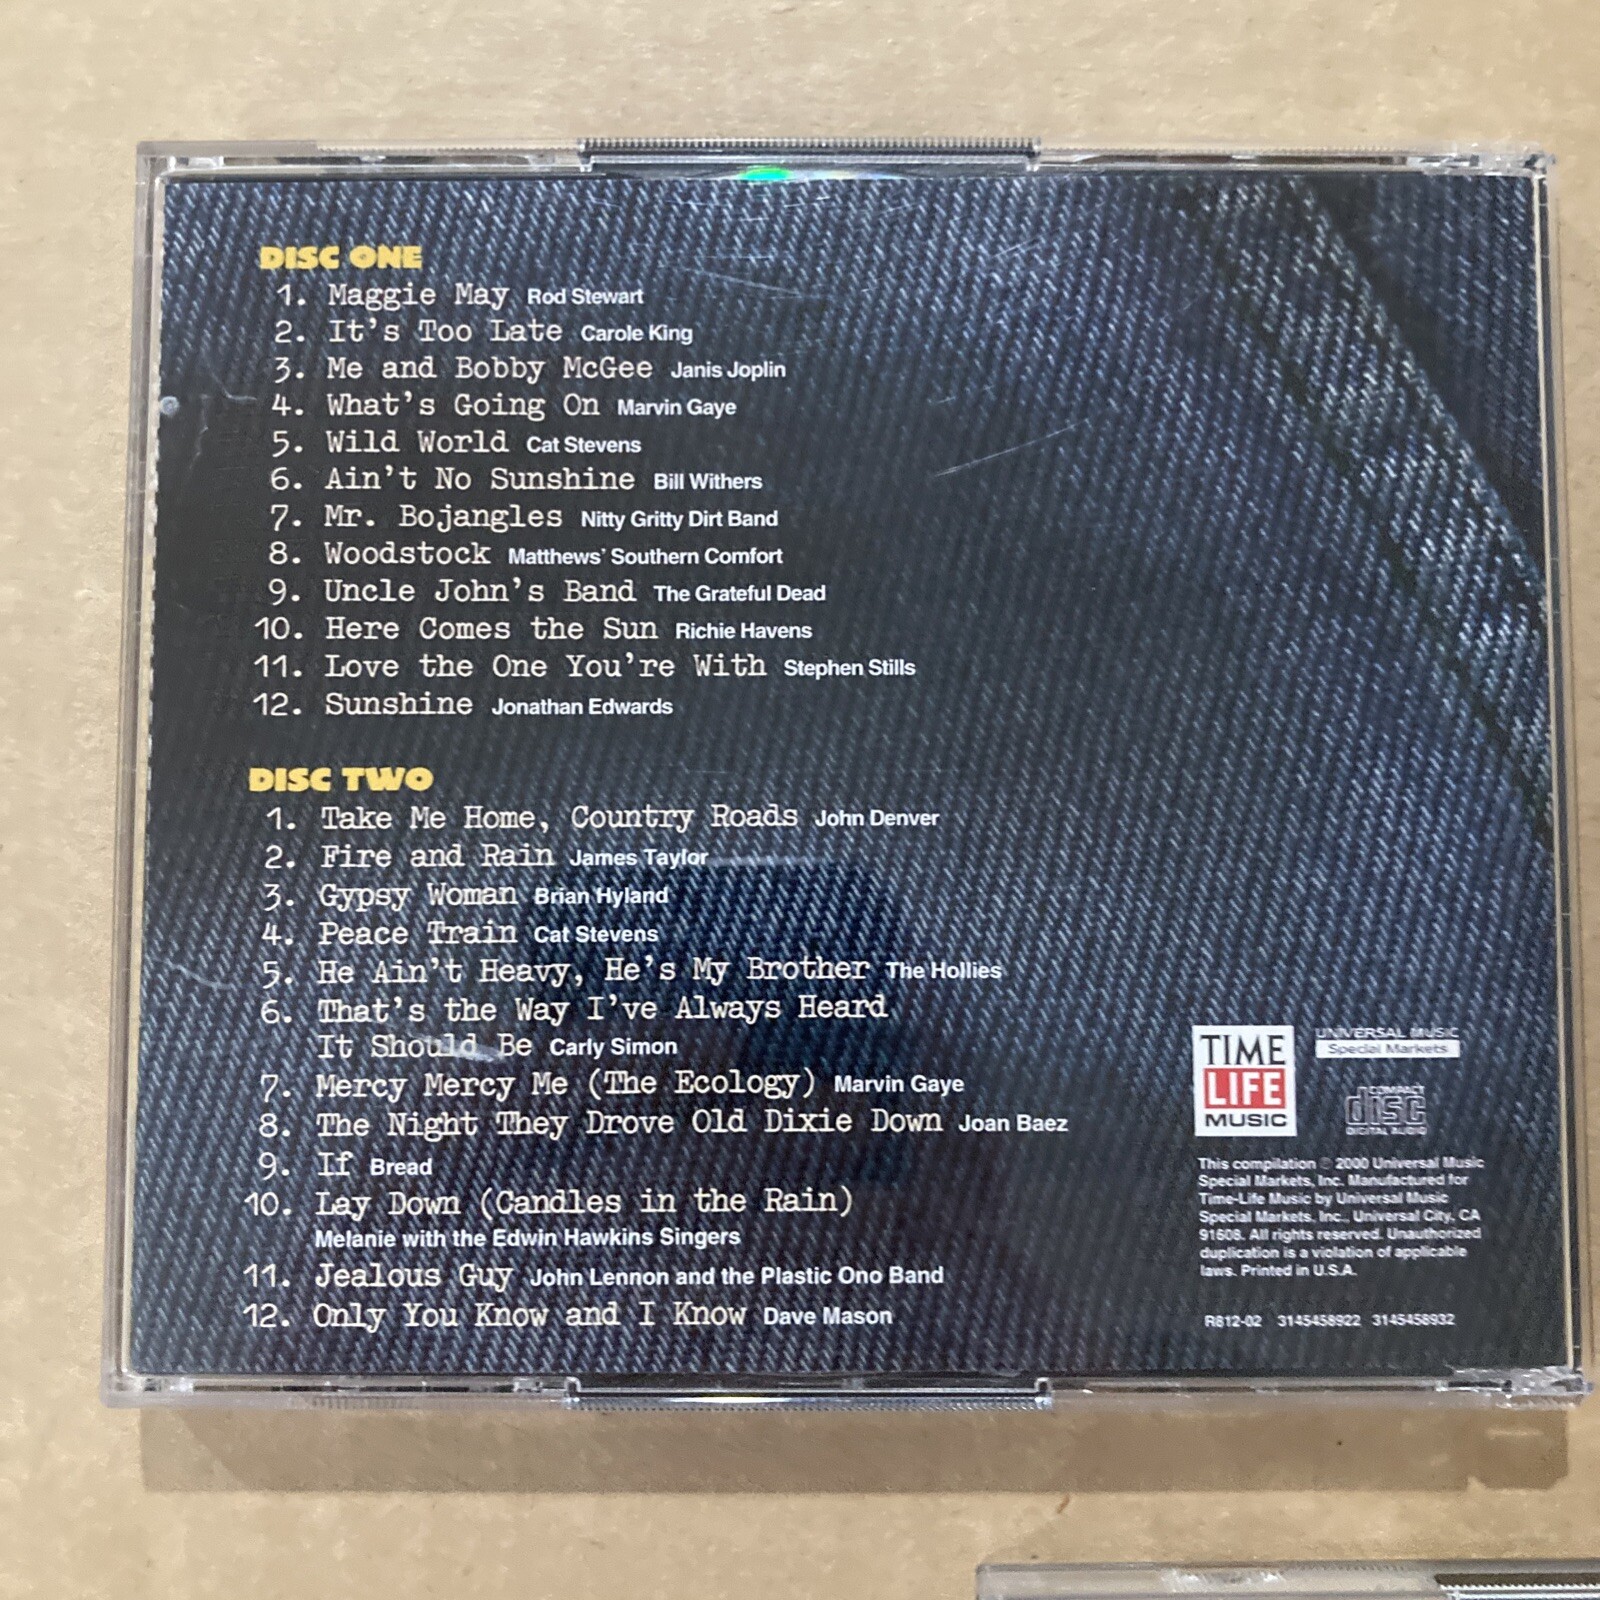 DISC ONE
1. Maggie May Rod Stewart
2. It's Too Late Carole King
3. Me and Bobby McGee Janis Joplin
4. What's Going On Marvin Gaye
5. Wild World Cat Stevens
6. Ain't No Sunshine Bill Withers
7. Mr. Bojangles Nitty Gritty Dirt Band
8. Woodstock Matthews' Southern Comfort
9. Uncle John's Band The Grateful Dead
10. Here Comes the Sun Richie Havens
11. Love the One You're With Stephen Stills
12. Sunshine Jonathan Edwards
DISC TWO
1. Take Me Home, Country Roads John Denver
2. Fire and Rain James Taylor
3. Gypsy Woman Brian Hyland
4. Peace Train Cat Stevens
5. He Ain't Heavy, He's My Brother The Hollies
6. That's the Way I've Always Heard
It Should Be Carly Simon
7. Mercy Mercy Me (The Ecology) Marvin Gaye
8. The Night They Drove Old Dixie Down Joan Baez
9. If Bread
10. Lay Down (Candles in the Rain)
Melanie with the Edwin Hawkins Singers
11. Jealous Guy John Lennon and the Plastic Ono Band
12. Only You Know and I Know Dave Mason
TIME
LIFE
MUSIC
UNIVERSAL MUSIC
Special Markets
COMPACT
disc
DIGITAL AUDIO
This compilation ℗ 2000 Universal Music
Special Markets, Inc. Manufactured for
Time-Life Music by Universal Music
Special Markets, Inc., Universal City, CA
91608. All rights reserved. Unauthorized
duplication is a violation of applicable
laws. Printed in U.S.A.
R812-02 3145458922 3145458932